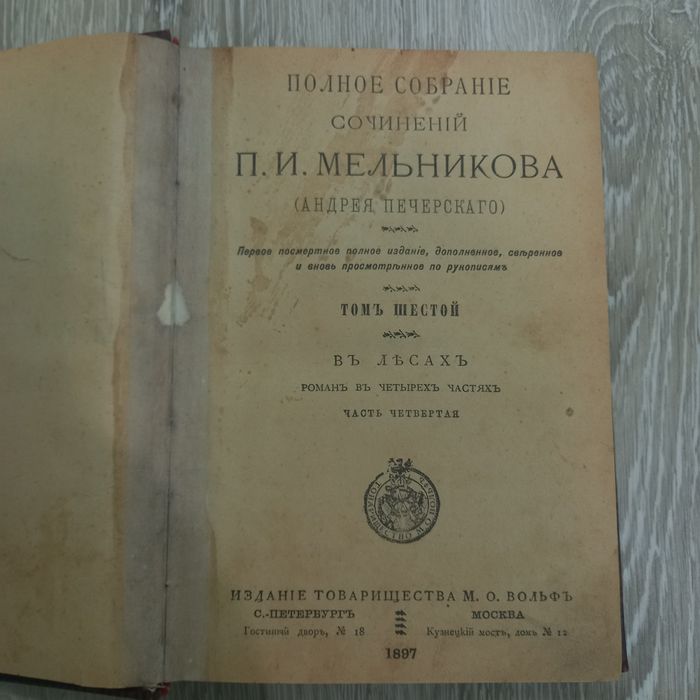 ПОЛНОЕ СОБРАНІЕ
СОЧИНЕНІЙ
П. И. МЕЛЬНИКОВА
(АНДРЕЯ ПЕЧЕРСКАГО)
Первое посмертное полное изданіе, дополненное, свѣренное
и вновь просмотрѣнное по рукописямъ
ТОМЪ ШЕСТОЙ
ВЪ ЛѢСАХЪ
РОМАНЪ ВЪ ЧЕТЫРЕХЪ ЧАСТЯХЪ
ЧАСТЬ ЧЕТВЕРТАЯ
ТОВАРИЩЕСТВО М. О. ВОЛЬФЪ
ИЗДАНІЕ ТОВАРИЩЕСТВА М. О. ВОЛЬФЪ
С.-ПЕТЕРБУРГЪ МОСКВА
Гостиный дворъ, № 18 Кузнецкій мостъ, домъ № 12
1897